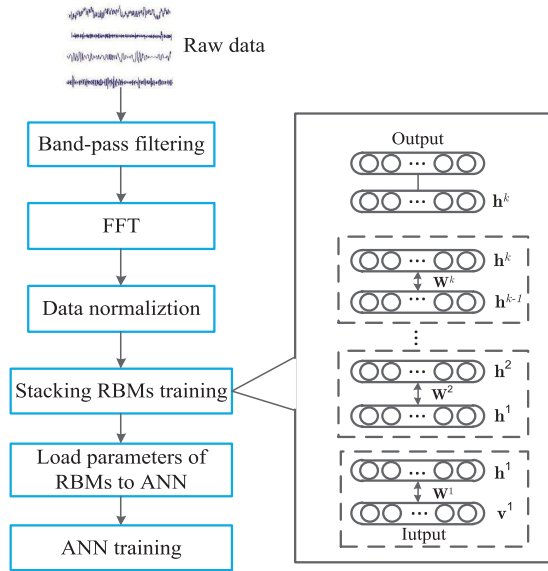 Raw data
Band-pass filtering
FFT
Data normaliztion
Stacking RBMs training
Load parameters of
RBMs to ANN
ANN training
Output
...
h^k
...
h^k
W^k
...
h^{k-1}
...
...
h^2
W^2
...
h^1
...
h^1
W^1
...
v^1
Iutput